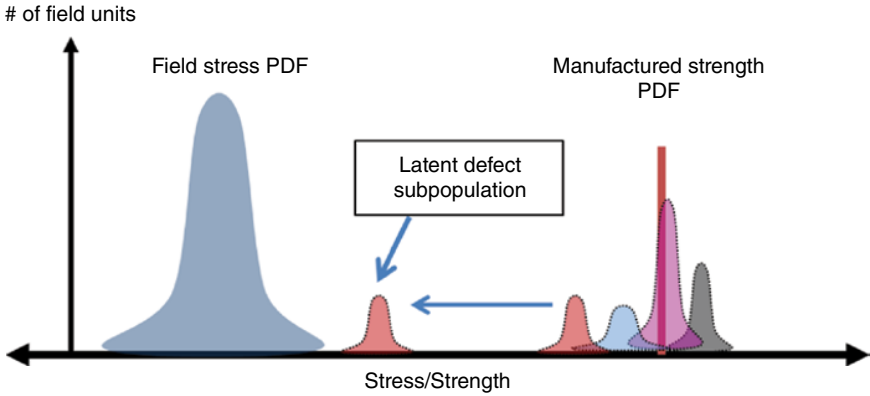 # of field units
Field stress PDF
Manufactured strength
PDF
Latent defect
subpopulation
Stress/Strength